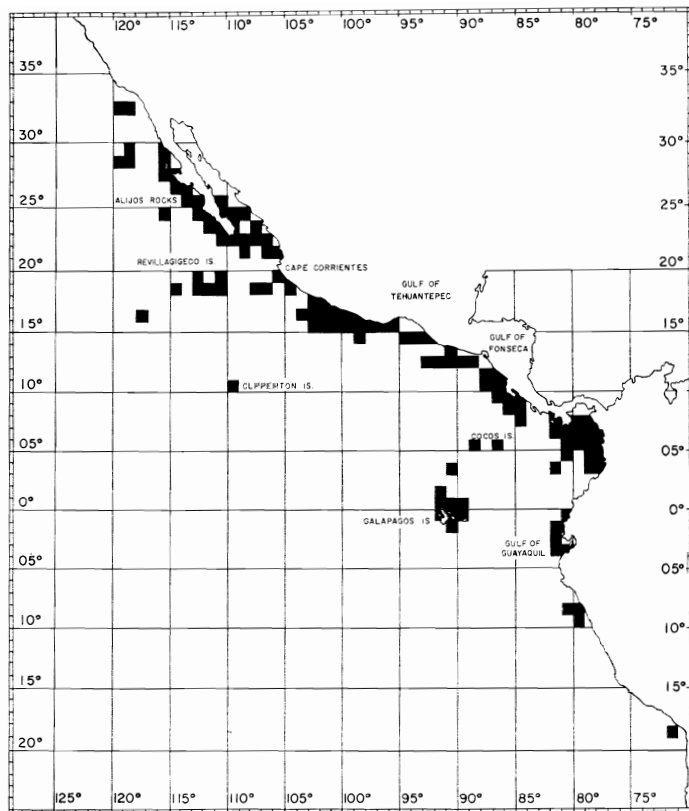 120° 115° 110° 105° 100° 95° 90° 85° 80° 75°
35° 35°
30° 30°
25° ALIJOS ROCKS 25°
REVILLAGIGEDO IS.
20° CAPE CORRIENTES 20°
GULF OF
TEHUANTEPEC
15° 15°
GULF OF
FONSECA
10° CLIPPERTON IS. 10°
COCOS IS.
05° 05°
0° 0°
GALAPAGOS IS
GULF OF
GUAYAQUIL
05° 05°
10° 10°
15° 15°
20° 20°
125° 120° 115° 110° 105° 100° 95° 90° 85° 80° 75°